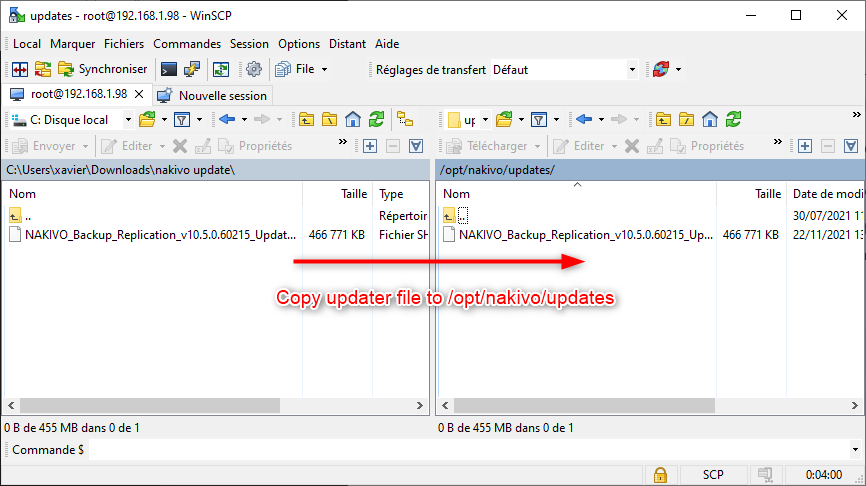 updates - root@192.168.1.98 - WinSCP
Local Marquer Fichiers Commandes Session Options Distant Aide
Synchroniser File Réglages de transfert Défaut
root@192.168.1.98 Nouvelle session
C: Disque local up
Envoyer Editer Propriétés » Télécharger Editer Propriétés »
C:\Users\xavier\Downloads\nakivo update\ /opt/nakivo/updates/
Nom Taille Type Nom Taille Date de modi
.. Répertoir .. 30/07/2021 11
NAKIVO_Backup_Replication_v10.5.0.60215_Updat... 466 771 KB Fichier SH NAKIVO_Backup_Replication_v10.5.0.60215_Up... 466 771 KB 22/11/2021 13
Copy updater file to /opt/nakivo/updates
0 B de 455 MB dans 0 de 1 0 B de 455 MB dans 0 de 1
Commande $
SCP 0:04:00